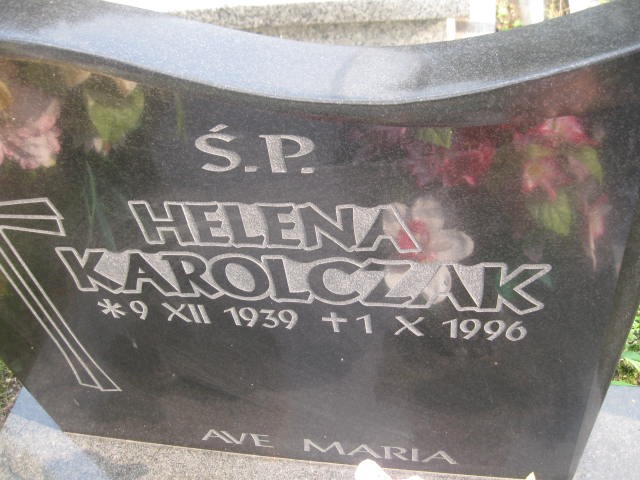 Ś.P.
HELENA
KAROLCZAK
*9 XII 1939 +1 X 1996
AVE MARIA